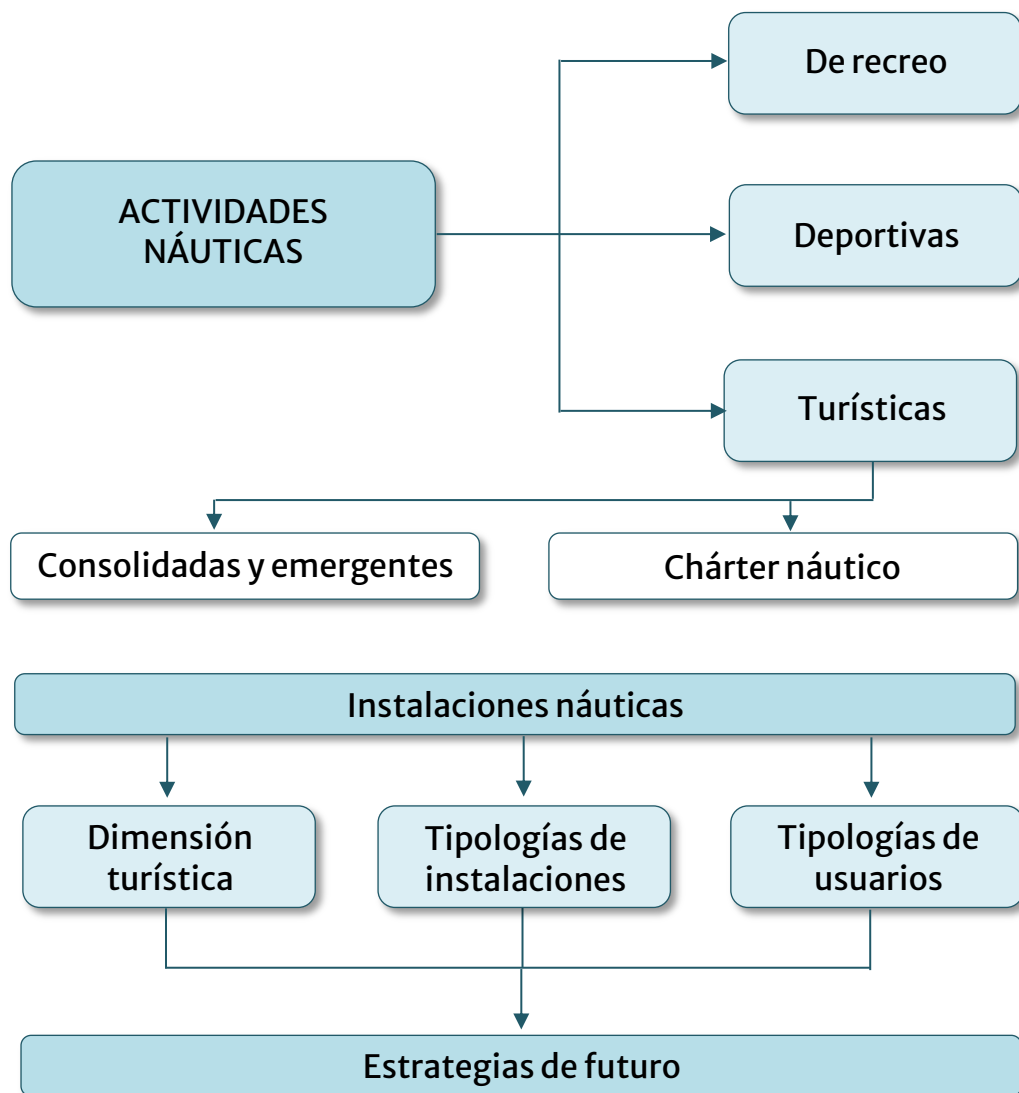 De recreo
ACTIVIDADES
NÁUTICAS
Deportivas
Turísticas
Consolidadas y emergentes
Chárter náutico
Instalaciones náuticas
Dimensión
turística
Tipologías de
instalaciones
Tipologías de
usuarios
Estrategias de futuro